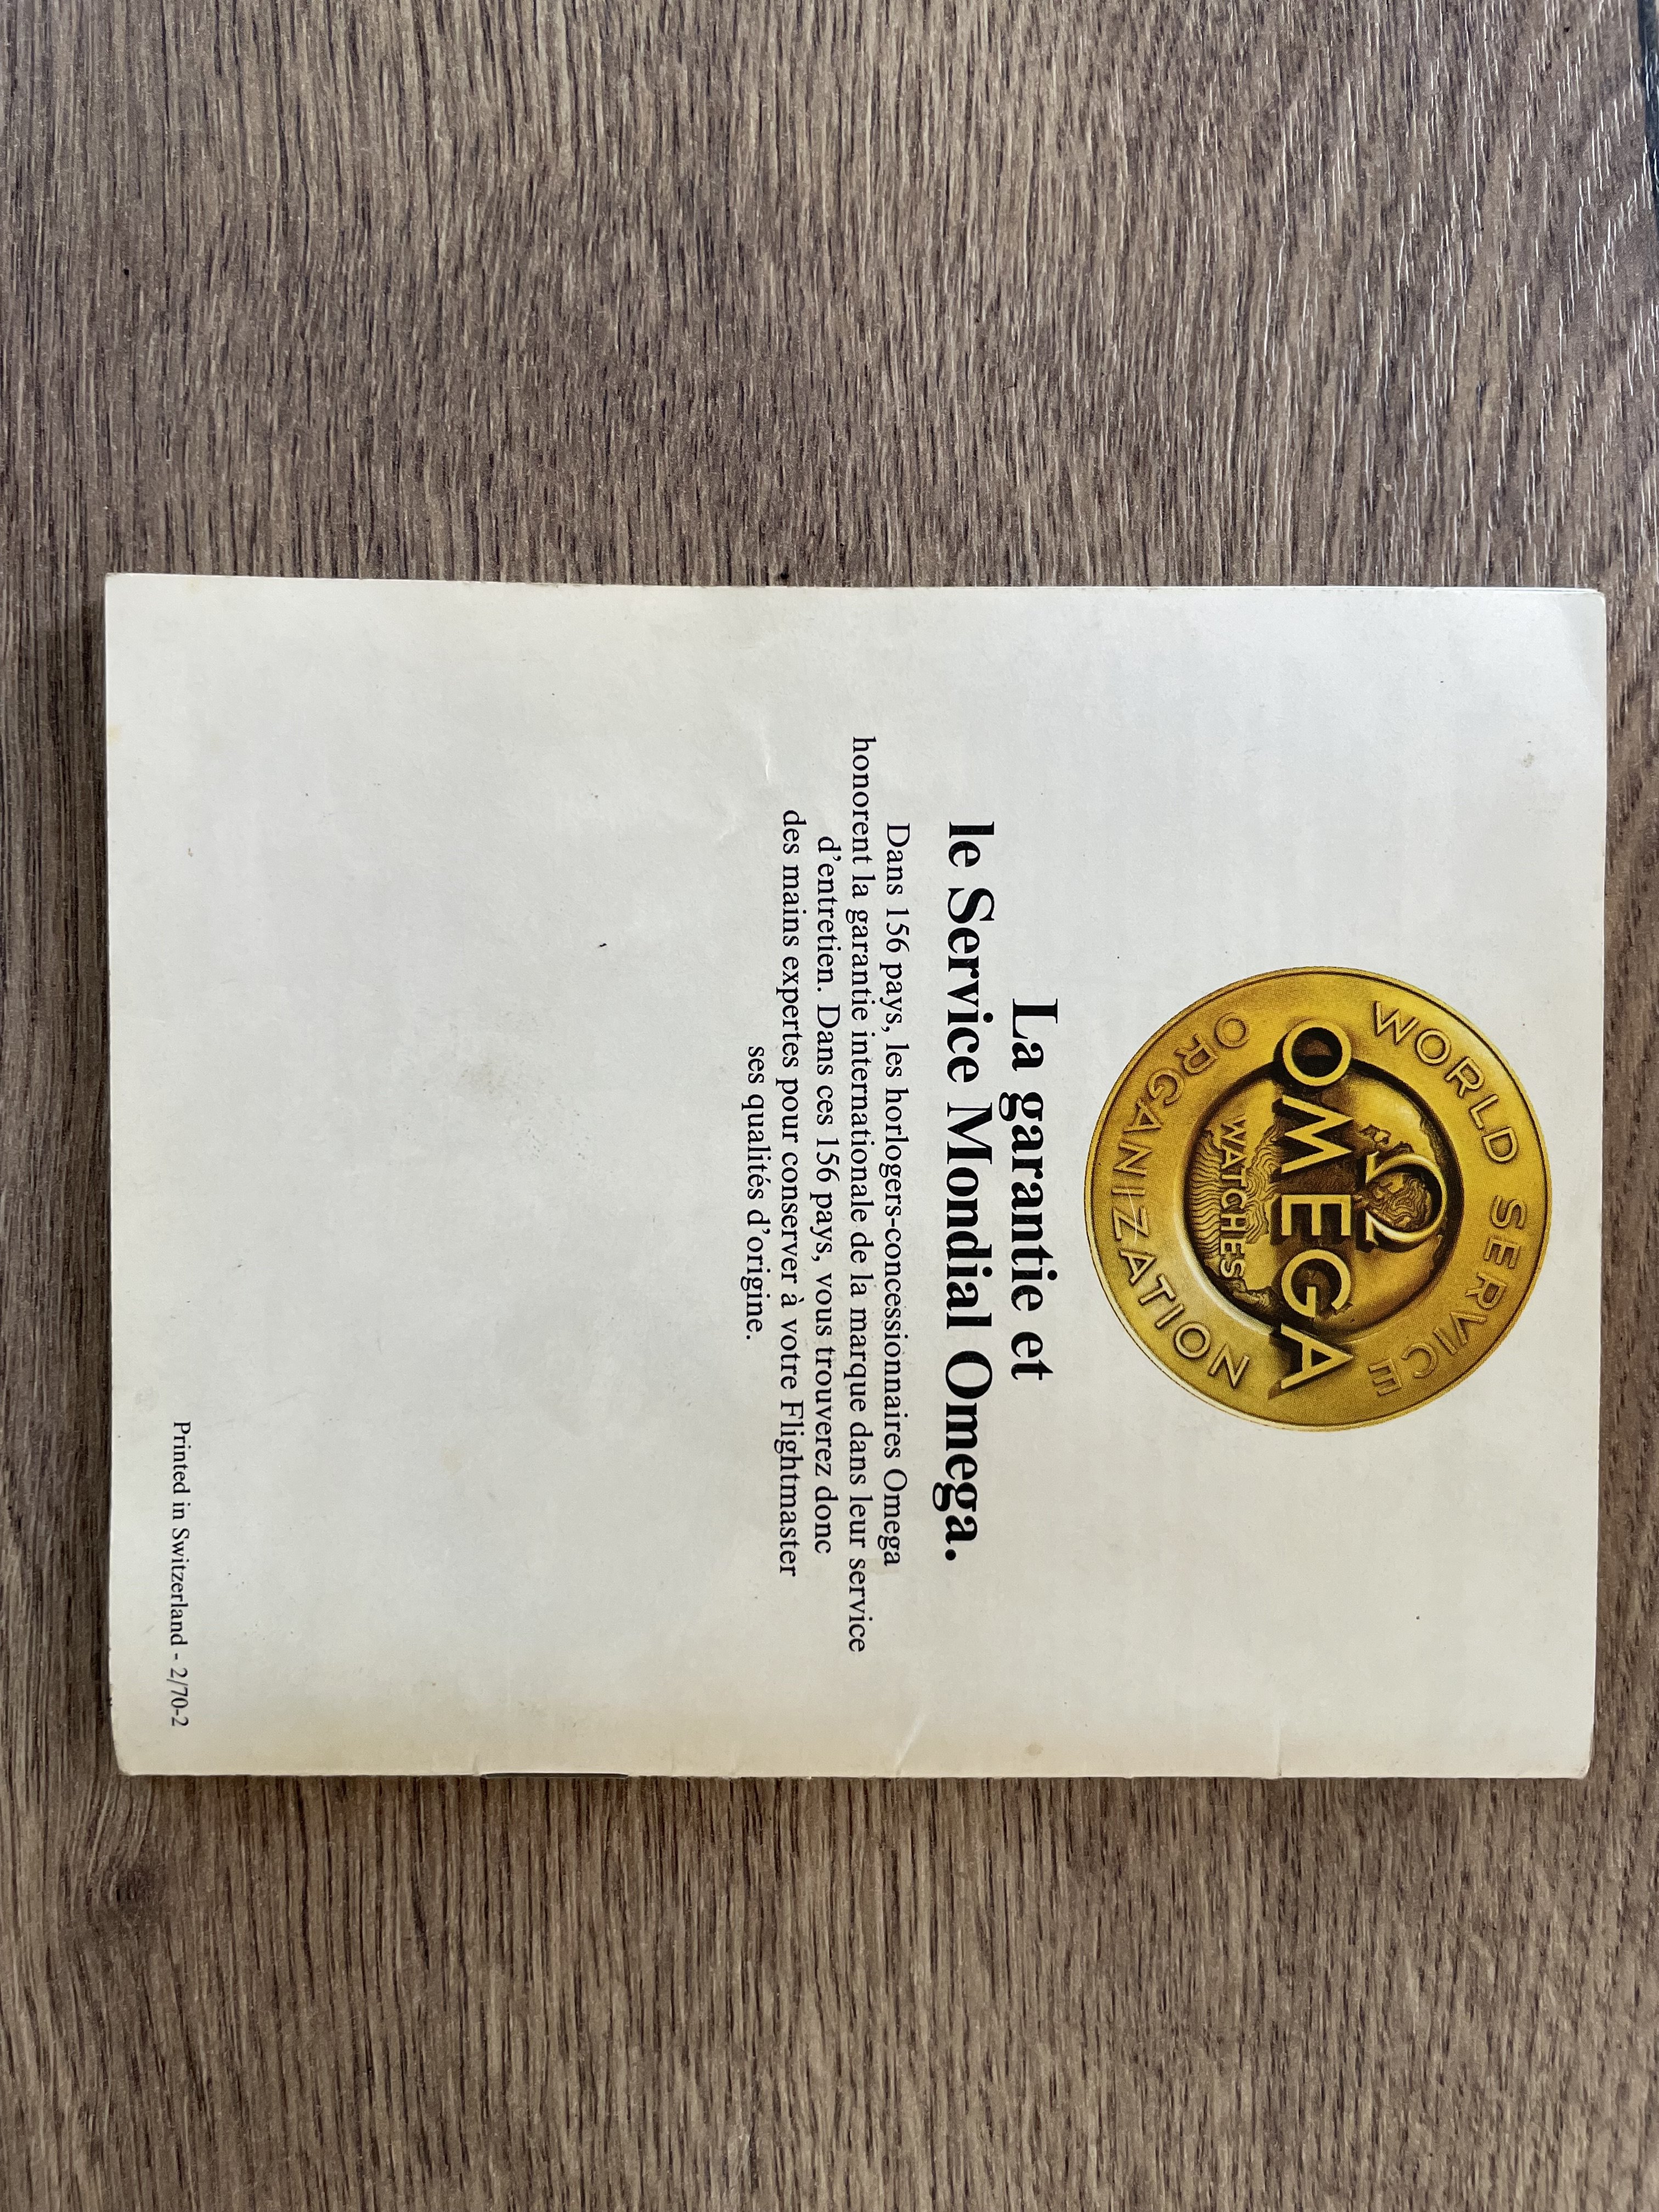 WORLD SERVICE
Ω
OMEGA
WATCHES
ORGANIZATION
La garantie et
le Service Mondial Omega.
Dans 156 pays, les horlogers-concessionnaires Omega
honorent la garantie internationale de la marque dans leur service
d'entretien. Dans ces 156 pays, vous trouverez donc
des mains expertes pour conserver à votre Flightmaster
ses qualités d'origine.
Printed in Switzerland - 2/70-2